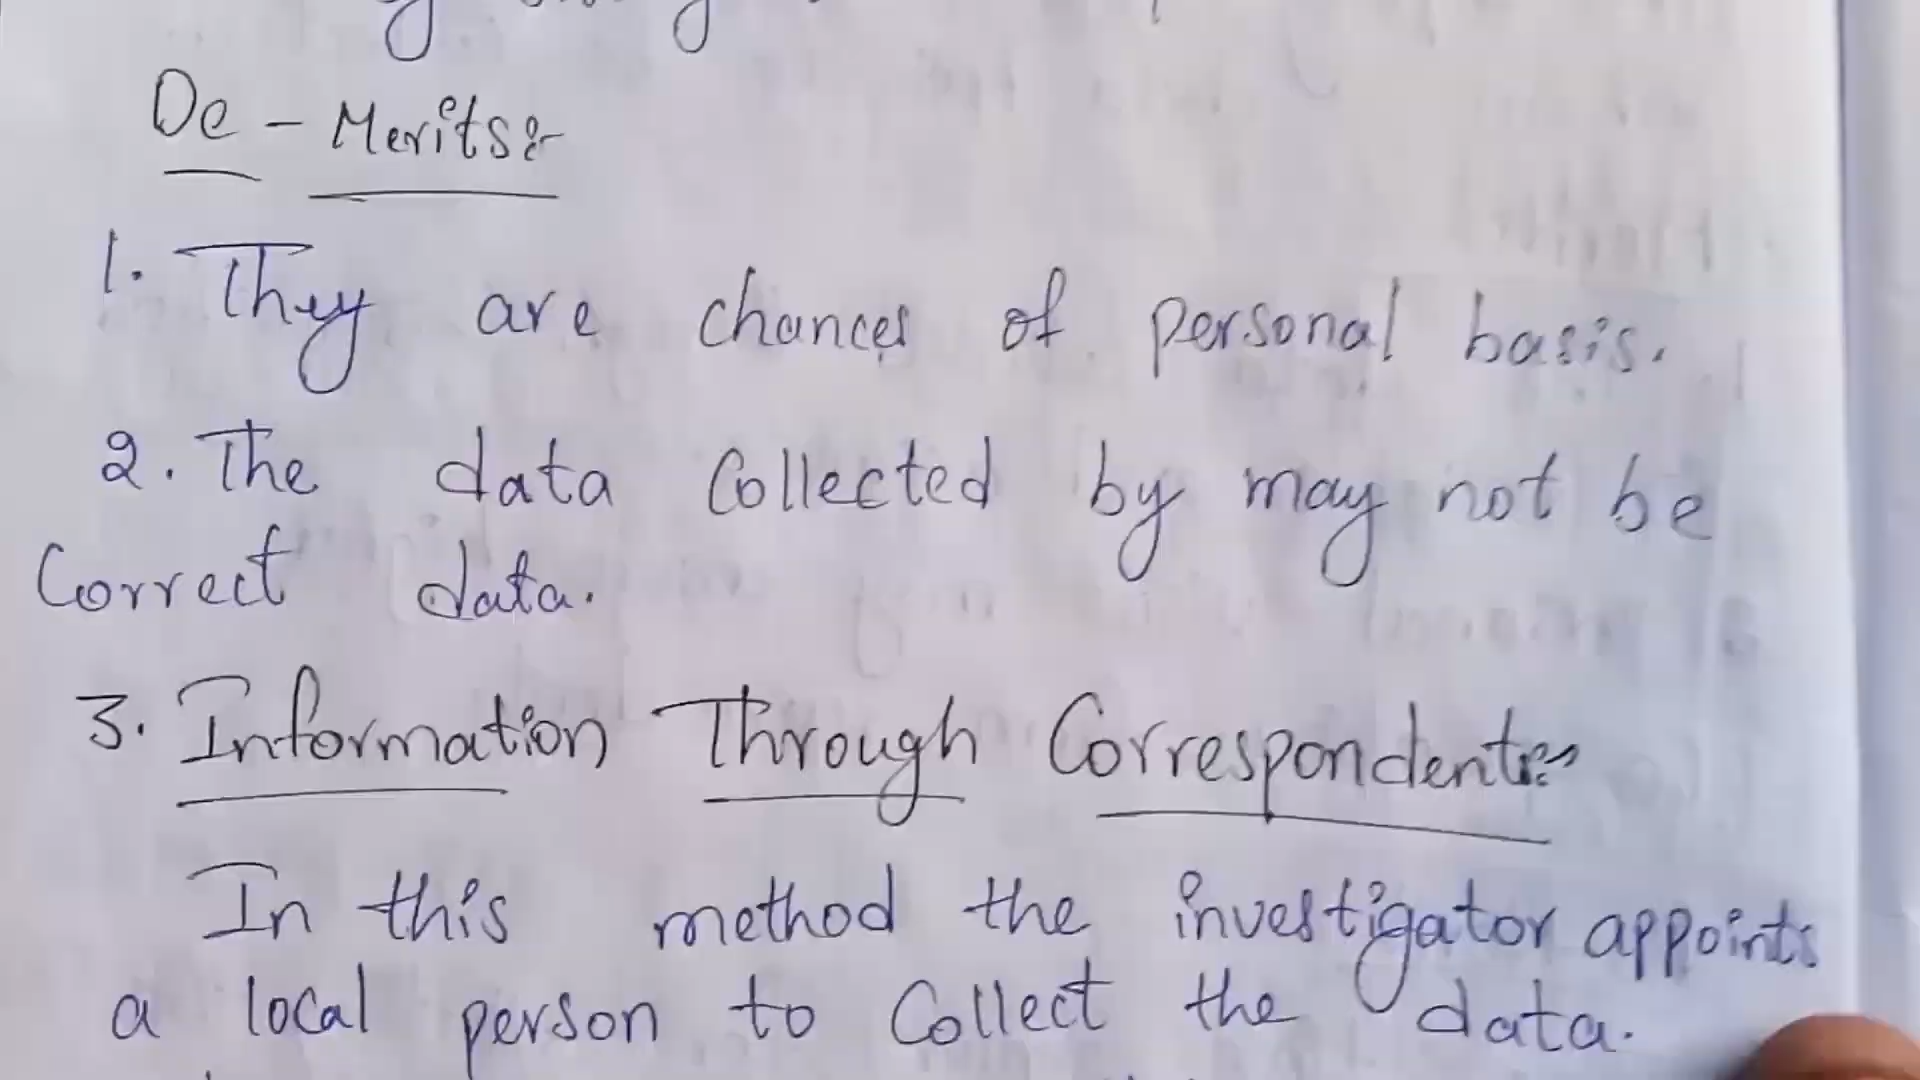 De - Merits:-
1. They are chances of personal basis.
2. The data Collected by may not be
Correct data.
3. Information Through Correspondents:-
In this method the investigator appoints
a local person to Collect the data.